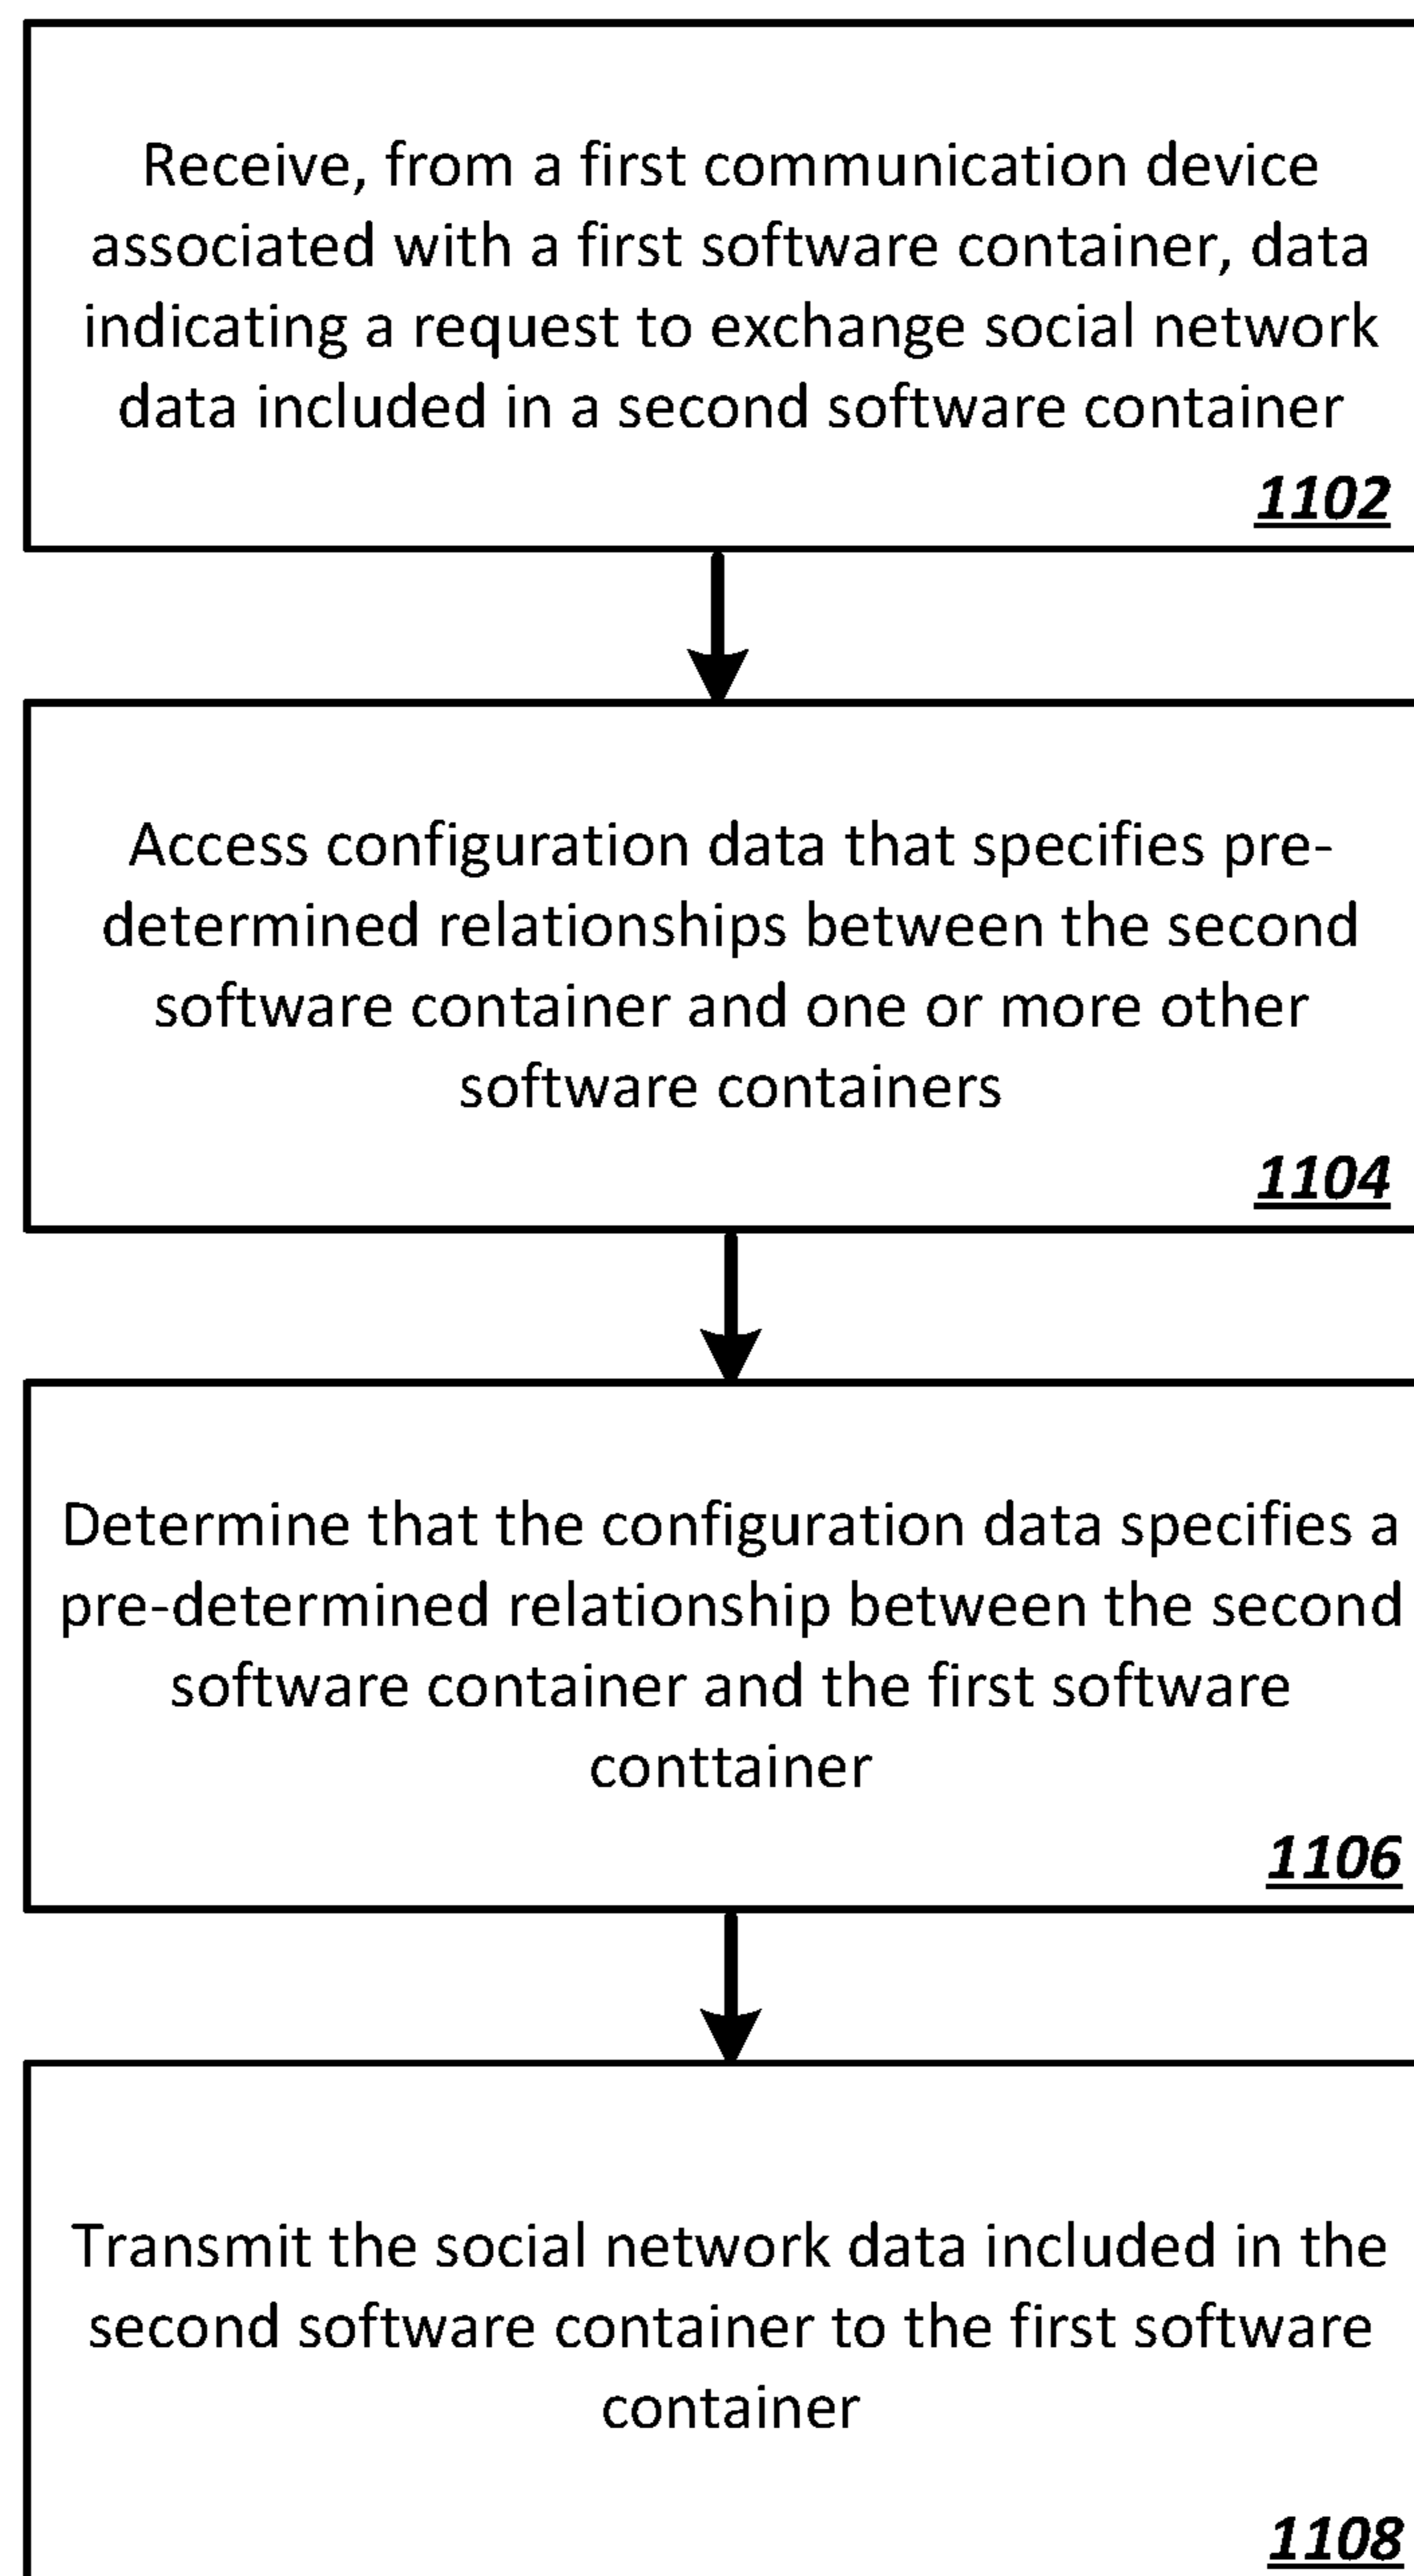 Receive, from a first communication device
associated with a first software container, data
indicating a request to exchange social network
data included in a second software container
1102
Access configuration data that specifies pre-
determined relationships between the second
software container and one or more other
software containers
1104
Determine that the configuration data specifies a
pre-determined relationship between the second
software container and the first software
conttainer
1106
Transmit the social network data included in the
second software container to the first software
container
1108